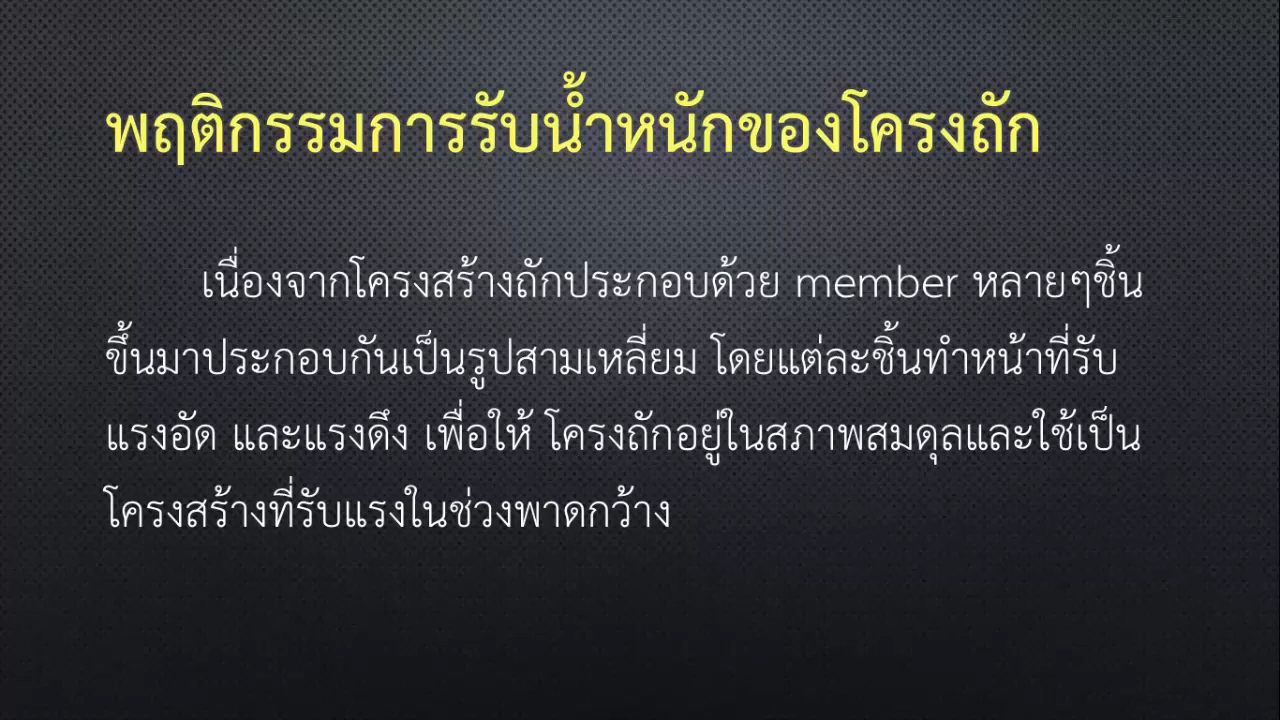 พฤติกรรมการรับน้ำหนักของโครงถัก
เนื่องจากโครงสร้างถักประกอบด้วย member หลายๆชิ้น
ขึ้นมาประกอบกันเป็นรูปสามเหลี่ยม โดยแต่ละชิ้นทำหน้าที่รับ
แรงอัด และแรงดึง เพื่อให้ โครงถักอยู่ในสภาพสมดุลและใช้เป็น
โครงสร้างที่รับแรงในช่วงพาดกว้าง